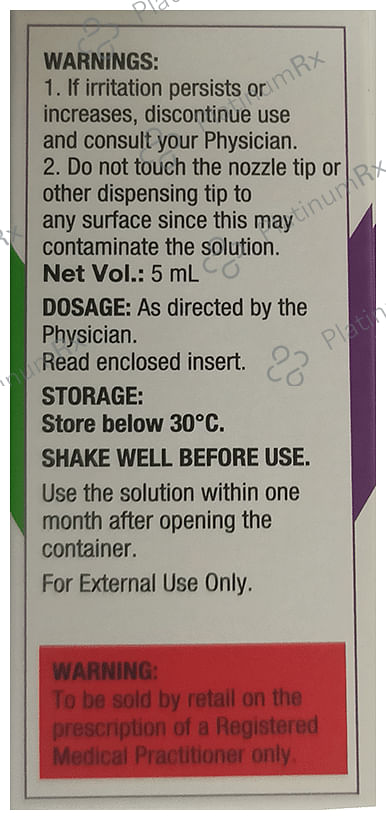 WARNINGS:
1. If irritation persists or
increases, discontinue use
and consult your Physician.
2. Do not touch the nozzle tip or
other dispensing tip to
any surface since this may
contaminate the solution.
Net Vol.: 5 mL
DOSAGE: As directed by the
Physician.
Read enclosed insert.
STORAGE:
Store below 30°C.
SHAKE WELL BEFORE USE.
Use the solution within one
month after opening the
container.
For External Use Only.
WARNING:
To be sold by retail on the
prescription of a Registered
Medical Practitioner only.
PlatinumRx
PlatinumRx
PlatinumRx